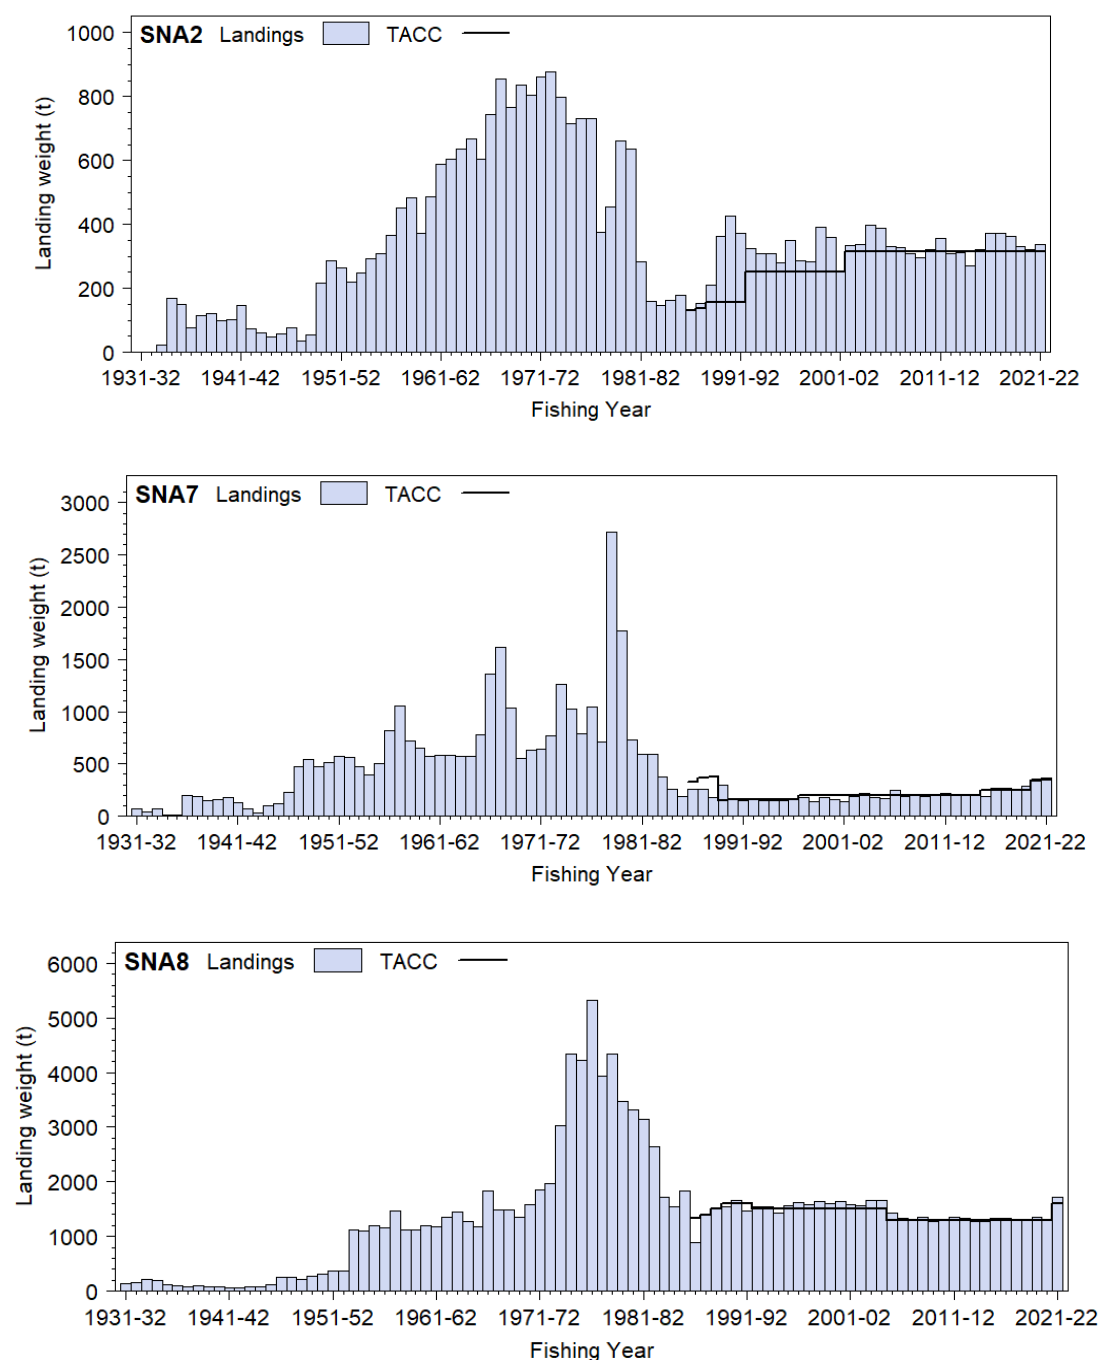 SNA2 Landings TACC
1000
800
600
400
200
0
Landing weight (t)
1931-32 1941-42 1951-52 1961-62 1971-72 1981-82 1991-92 2001-02 2011-12 2021-22
Fishing Year
SNA7 Landings TACC
3000
2500
2000
1500
1000
500
0
Landing weight (t)
1931-32 1941-42 1951-52 1961-62 1971-72 1981-82 1991-92 2001-02 2011-12 2021-22
Fishing Year
SNA8 Landings TACC
6000
5000
4000
3000
2000
1000
0
Landing weight (t)
1931-32 1941-42 1951-52 1961-62 1971-72 1981-82 1991-92 2001-02 2011-12 2021-22
Fishing Year